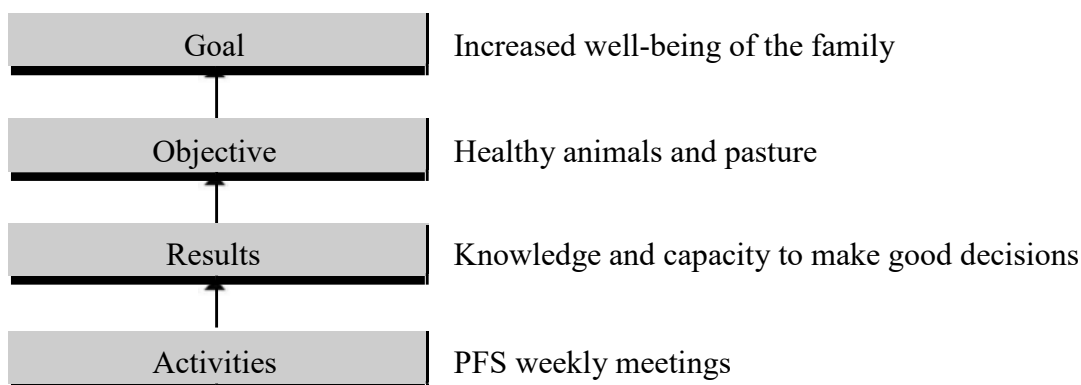 Goal Increased well-being of the family
Objective Healthy animals and pasture
Results Knowledge and capacity to make good decisions
Activities PFS weekly meetings